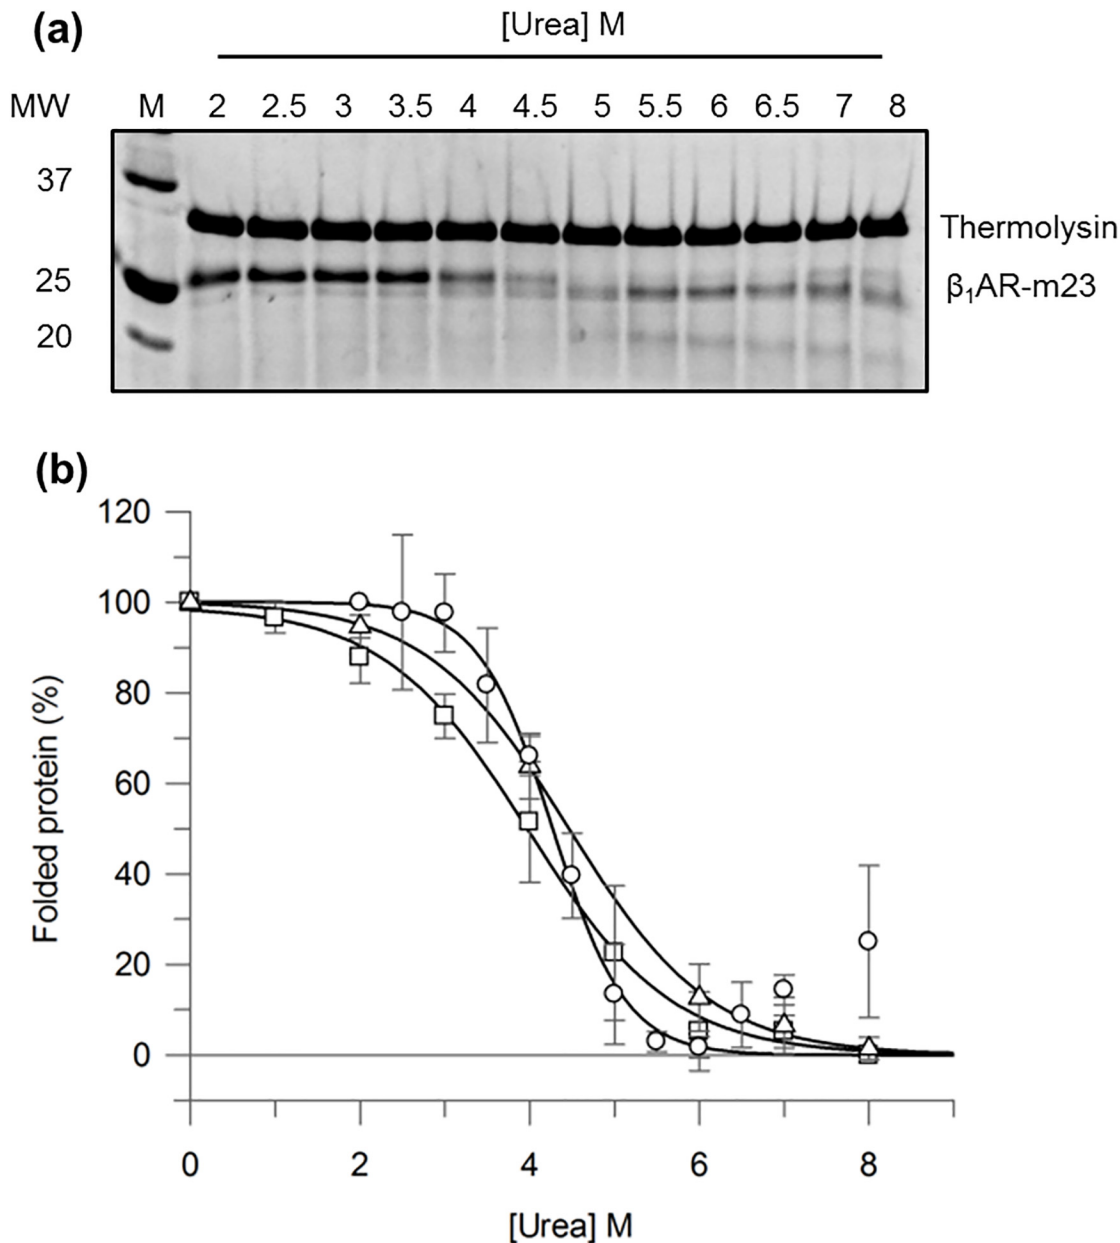 (a)
[Urea] M
MW M 2 2.5 3 3.5 4 4.5 5 5.5 6 6.5 7 8
37
Thermolysin
25
β₁AR-m23
20
(b)
120
100
80
60
40
20
0
Folded protein (%)
0 2 4 6 8
[Urea] M